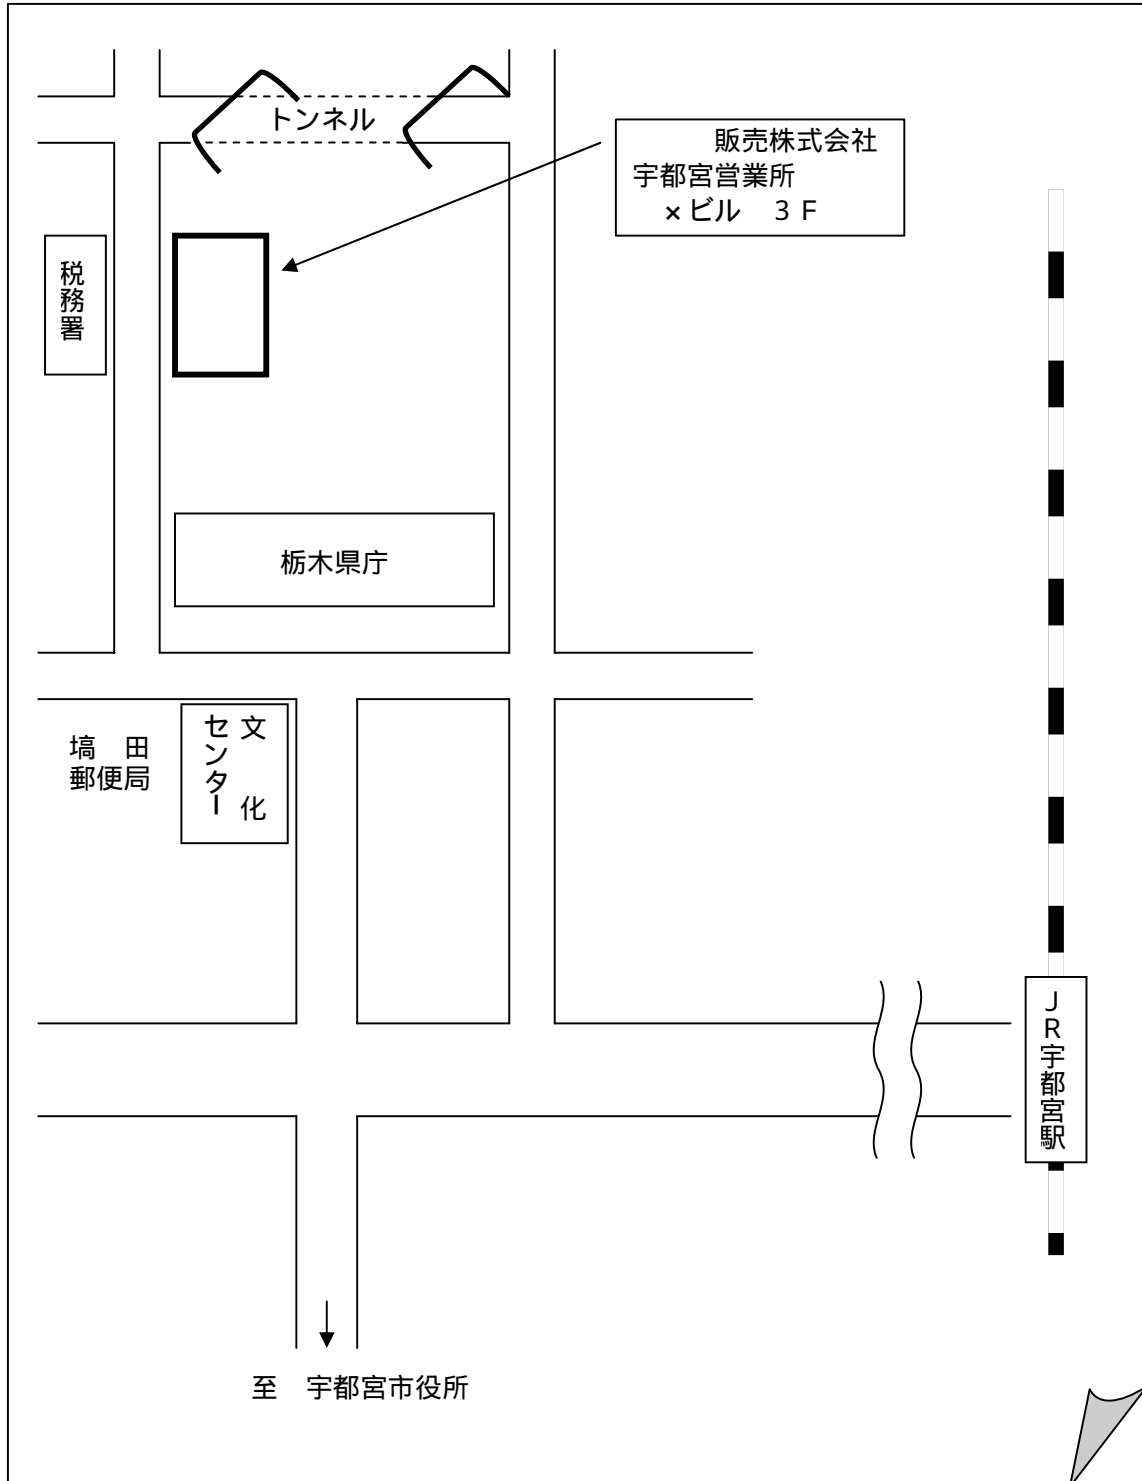 トンネル
販売株式会社
宇都宮営業所
×ビル 3F
税務署
栃木県庁
塙 田
郵便局
文 化
センター
JR宇都宮駅
至 宇都宮市役所